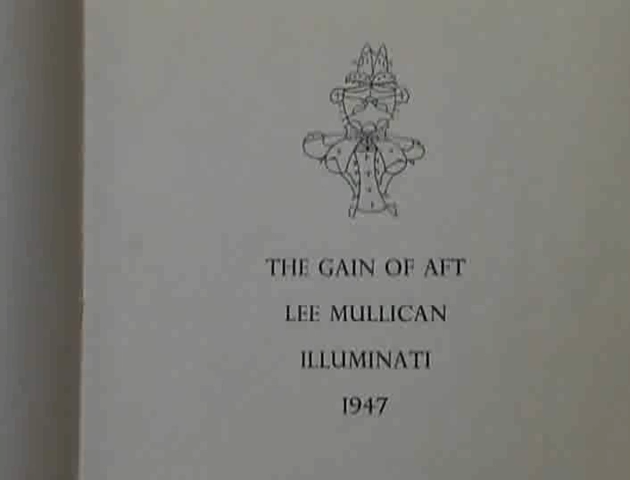 THE GAIN OF AFT
LEE MULLICAN
ILLUMINATI
1947